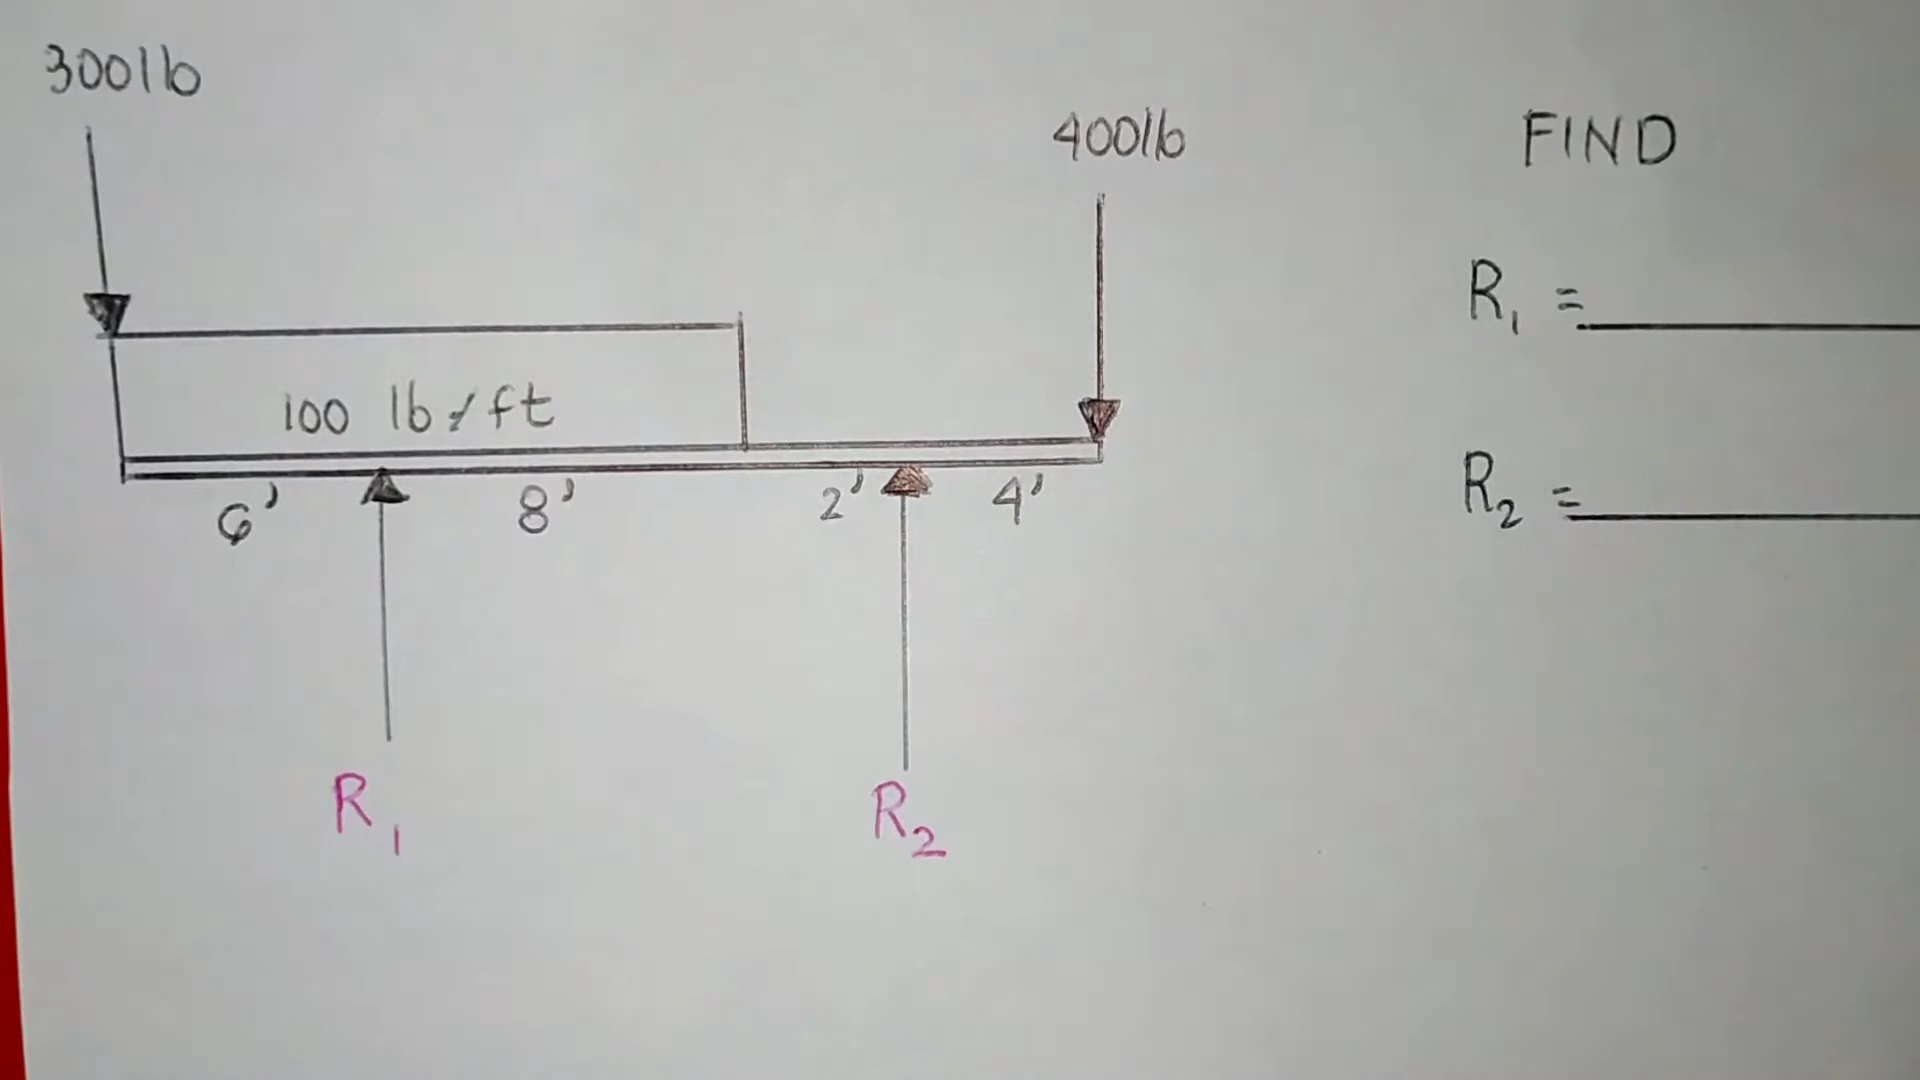 300lb
400lb
FIND
R₁ =
100 lb/ft
R₂ =
6' 8' 2' 4'
R₁ R₂